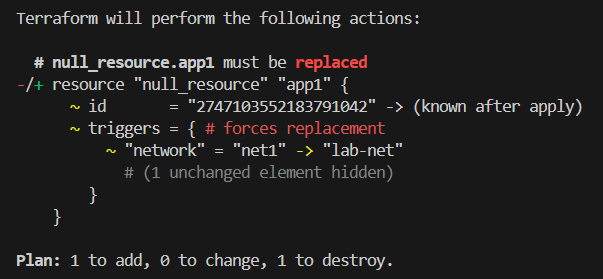 Terraform will perform the following actions:
# null_resource.app1 must be replaced
-/+ resource "null_resource" "app1" {
~ id = "2747103552183791042" -> (known after apply)
~ triggers = { # forces replacement
~ "network" = "net1" -> "lab-net"
# (1 unchanged element hidden)
}
}
Plan: 1 to add, 0 to change, 1 to destroy.